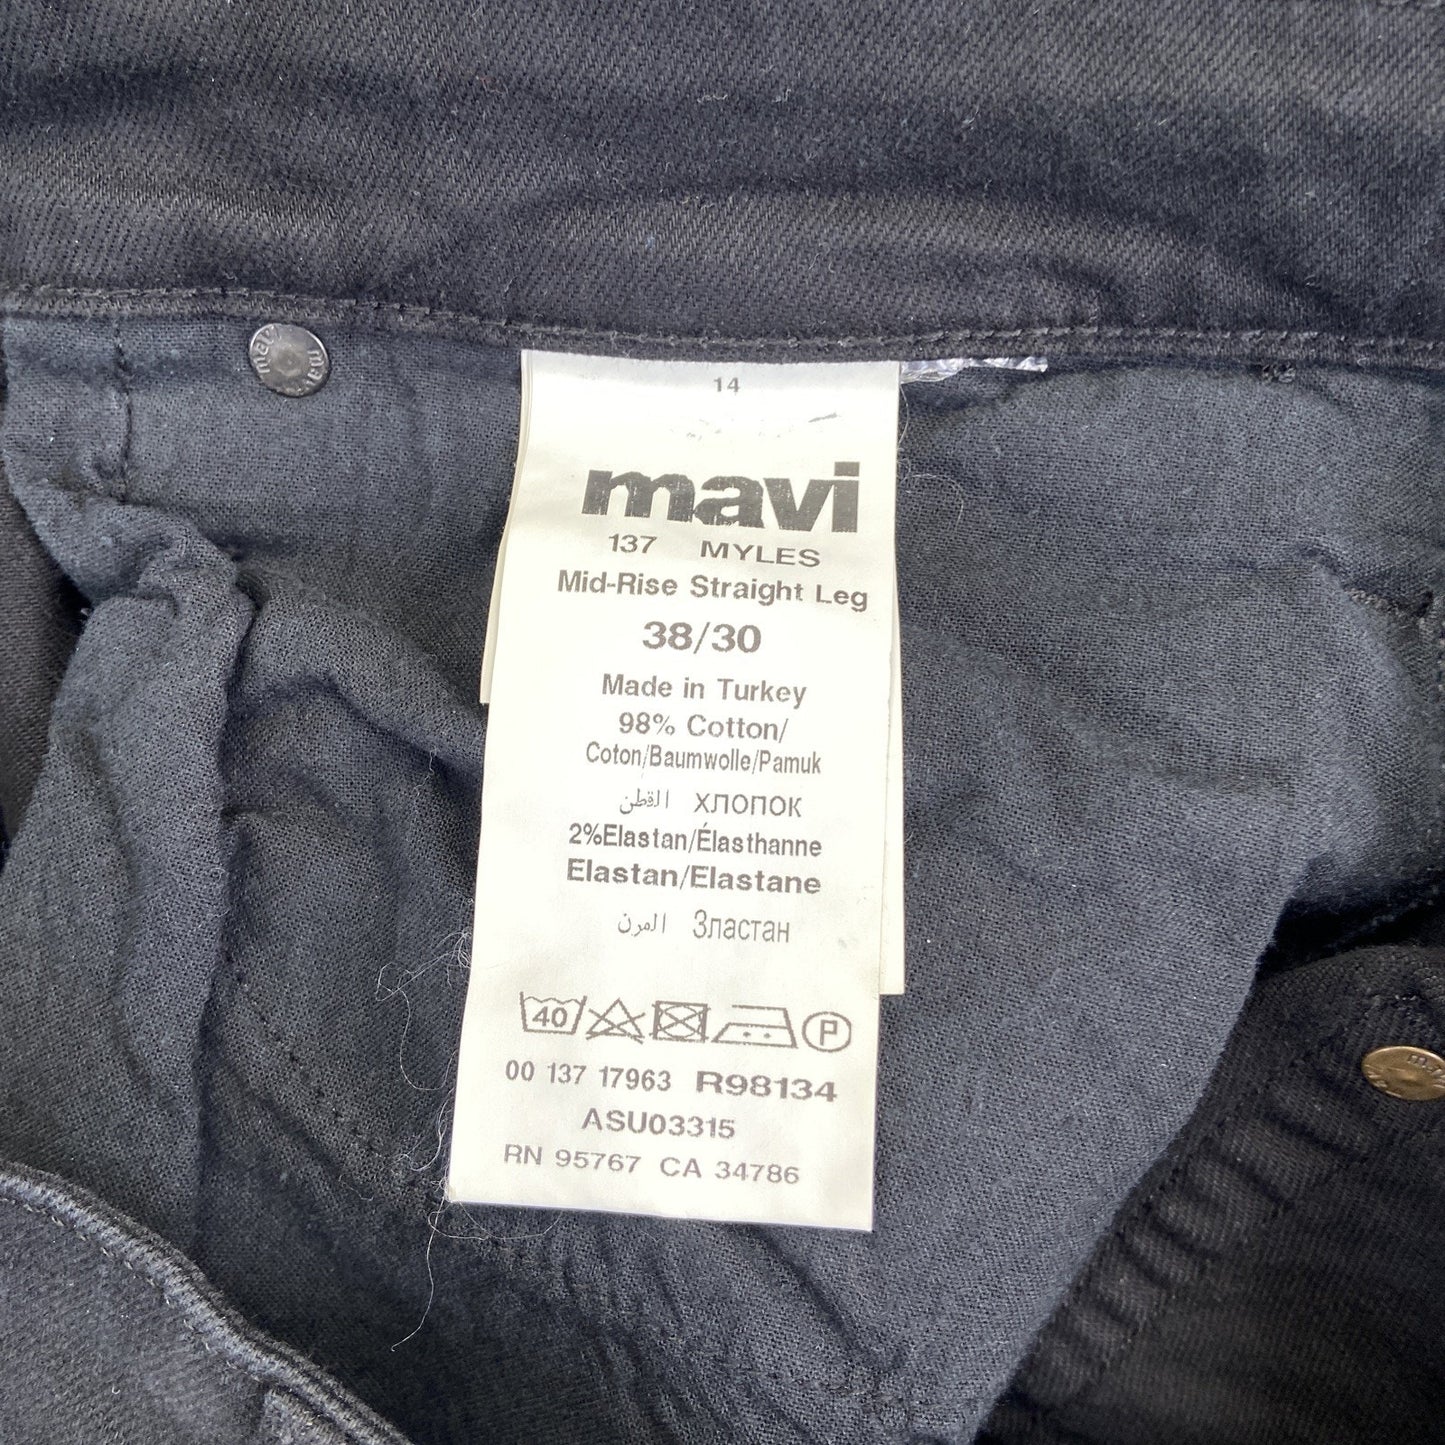 14
mavi
137 MYLES
Mid-Rise Straight Leg
38/30
Made in Turkey
98% Cotton/
Coton/Baumwolle/Pamuk
القطن хлопок
2%Elastan/Élasthanne
Elastan/Elastane
المرن Эластан
40 P
00 137 17963 R98134
ASU03315
RN 95767 CA 34786
mavi